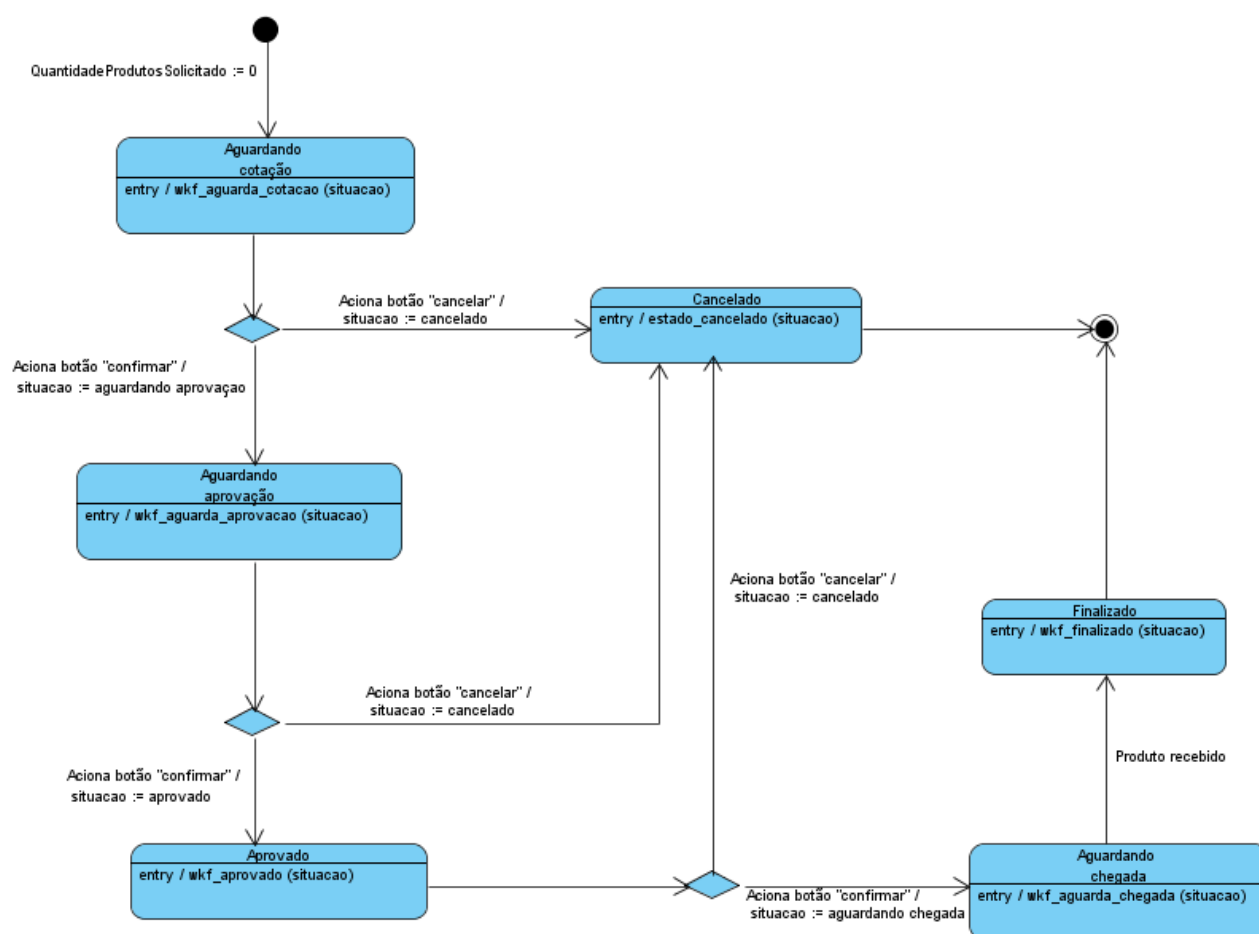 Quantidade Produtos Solicitado := 0
Aguardando
cotação
entry / wkf_aguarda_cotacao (situacao)
Aciona botão "cancelar" /
situacao := cancelado
Cancelado
entry / estado_cancelado (situacao)
Aciona botão "confirmar" /
situacao := aguardando aprovaçao
Aguardando
aprovação
entry / wkf_aguarda_aprovacao (situacao)
Aciona botão "cancelar" /
situacao := cancelado
Finalizado
entry / wkf_finalizado (situacao)
Aciona botão "cancelar" /
situacao := cancelado
Produto recebido
Aciona botão "confirmar" /
situacao := aprovado
Aprovado
entry / wkf_aprovado (situacao)
Aciona botão "confirmar" /
situacao := aguardando chegada
Aguardando
chegada
entry / wkf_aguarda_chegada (situacao)